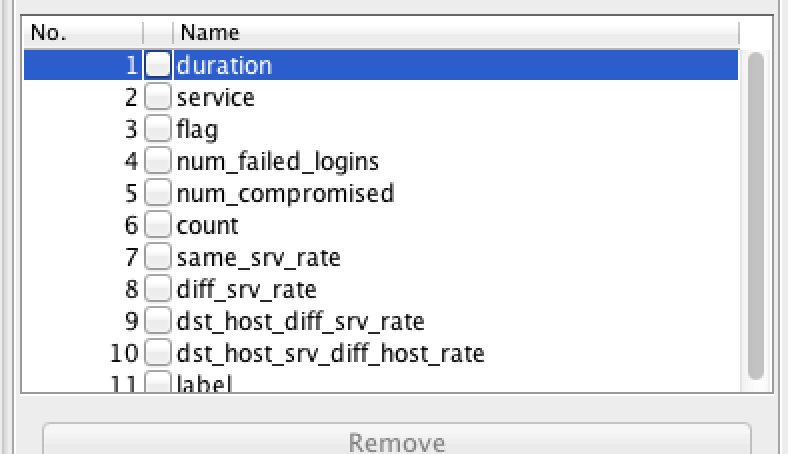 No. Name
1 duration
2 service
3 flag
4 num_failed_logins
5 num_compromised
6 count
7 same_srv_rate
8 diff_srv_rate
9 dst_host_diff_srv_rate
10 dst_host_srv_diff_host_rate
11 label
Remove